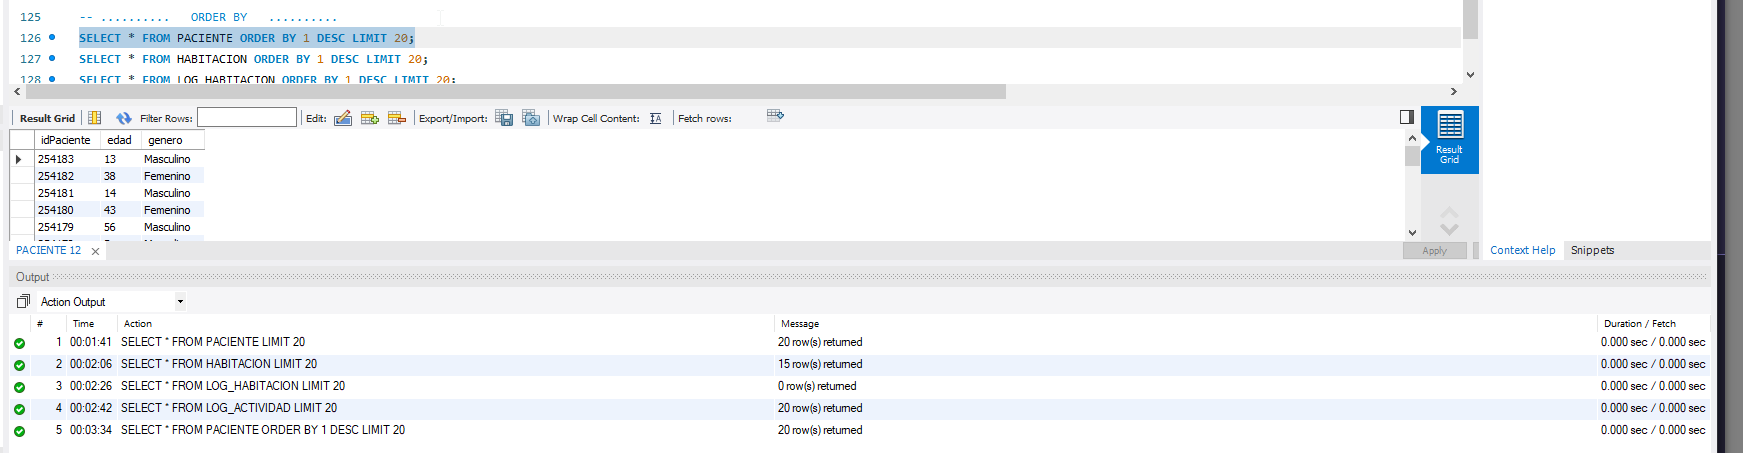 125 -- .......... ORDER BY ..........
126 SELECT * FROM PACIENTE ORDER BY 1 DESC LIMIT 20;
127 SELECT * FROM HABITACION ORDER BY 1 DESC LIMIT 20;
128 SELECT * FROM LOG_HABITACION ORDER BY 1 DESC LIMIT 20;
Result Grid Filter Rows: Edit: Export/Import: Wrap Cell Content: Fetch rows:
idPaciente edad genero
254183 13 Masculino
254182 38 Femenino
254181 14 Masculino
254180 43 Femenino
254179 56 Masculino
Result
Grid
PACIENTE 12 Apply Context Help Snippets
Output
Action Output
# Time Action Message Duration / Fetch
1 00:01:41 SELECT * FROM PACIENTE LIMIT 20 20 row(s) returned 0.000 sec / 0.000 sec
2 00:02:06 SELECT * FROM HABITACION LIMIT 20 15 row(s) returned 0.000 sec / 0.000 sec
3 00:02:26 SELECT * FROM LOG_HABITACION LIMIT 20 0 row(s) returned 0.000 sec / 0.000 sec
4 00:02:42 SELECT * FROM LOG_ACTIVIDAD LIMIT 20 20 row(s) returned 0.000 sec / 0.000 sec
5 00:03:34 SELECT * FROM PACIENTE ORDER BY 1 DESC LIMIT 20 20 row(s) returned 0.000 sec / 0.000 sec